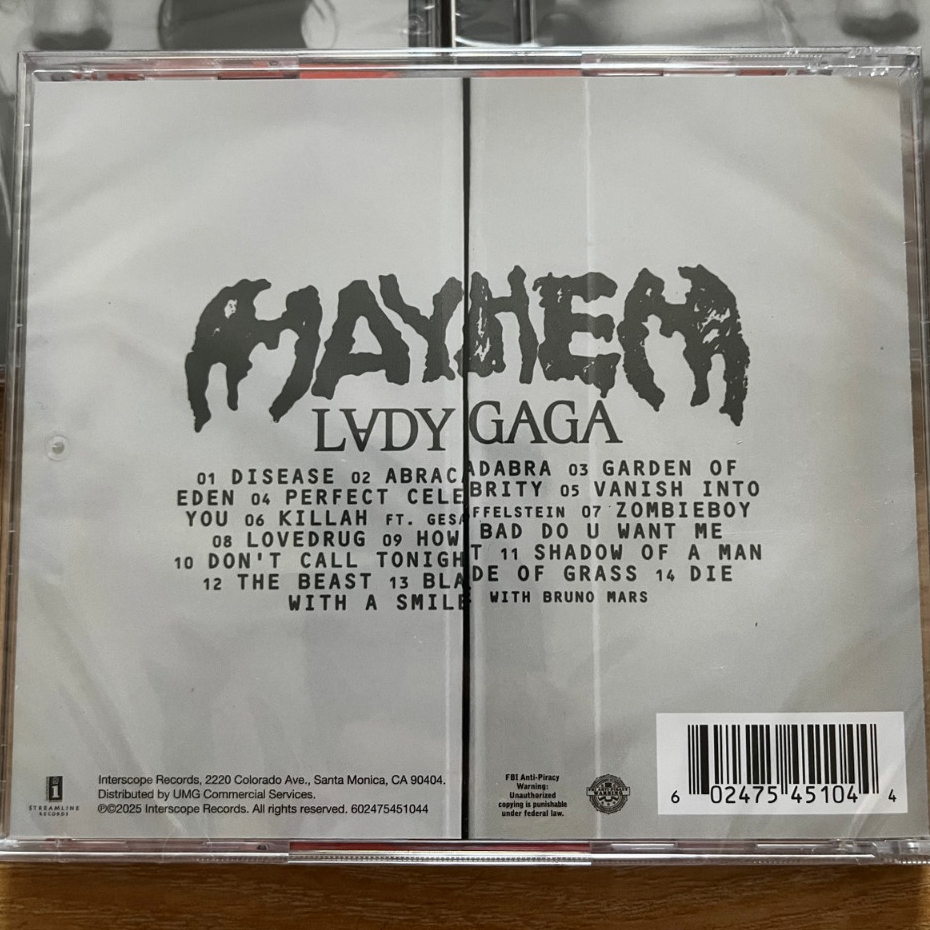 MAYHEM
LVDY GAGA
01 DISEASE 02 ABRACADABRA 03 GARDEN OF
EDEN 04 PERFECT CELEBRITY 05 VANISH INTO
YOU 06 KILLAH FT. GESAFFELSTEIN 07 ZOMBIEBOY
08 LOVEDRUG 09 HOW BAD DO U WANT ME
10 DON'T CALL TONIGHT 11 SHADOW OF A MAN
12 THE BEAST 13 BLADE OF GRASS 14 DIE
WITH A SMILE WITH BRUNO MARS
STREAMLINE
RECORDS
Interscope Records, 2220 Colorado Ave., Santa Monica, CA 90404.
Distributed by UMG Commercial Services.
℗©2025 Interscope Records. All rights reserved. 602475451044
FBI Anti-Piracy
Warning:
Unauthorized
copying is punishable
under federal law.
WARNING
6 02475 45104 4